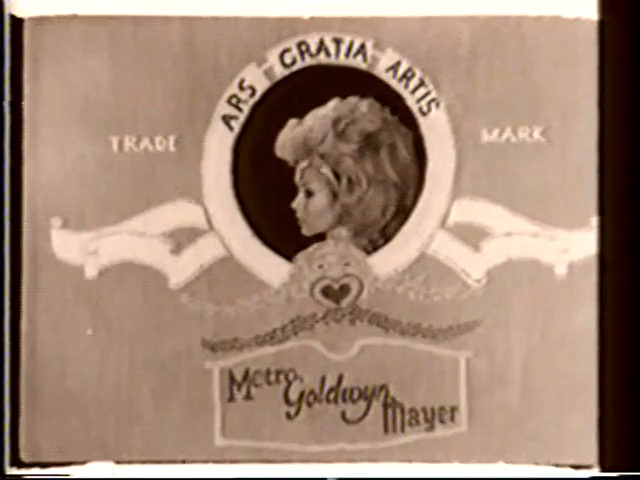 ARS GRATIA ARTIS
TRADE MARK
Metro
Goldwyn
Mayer